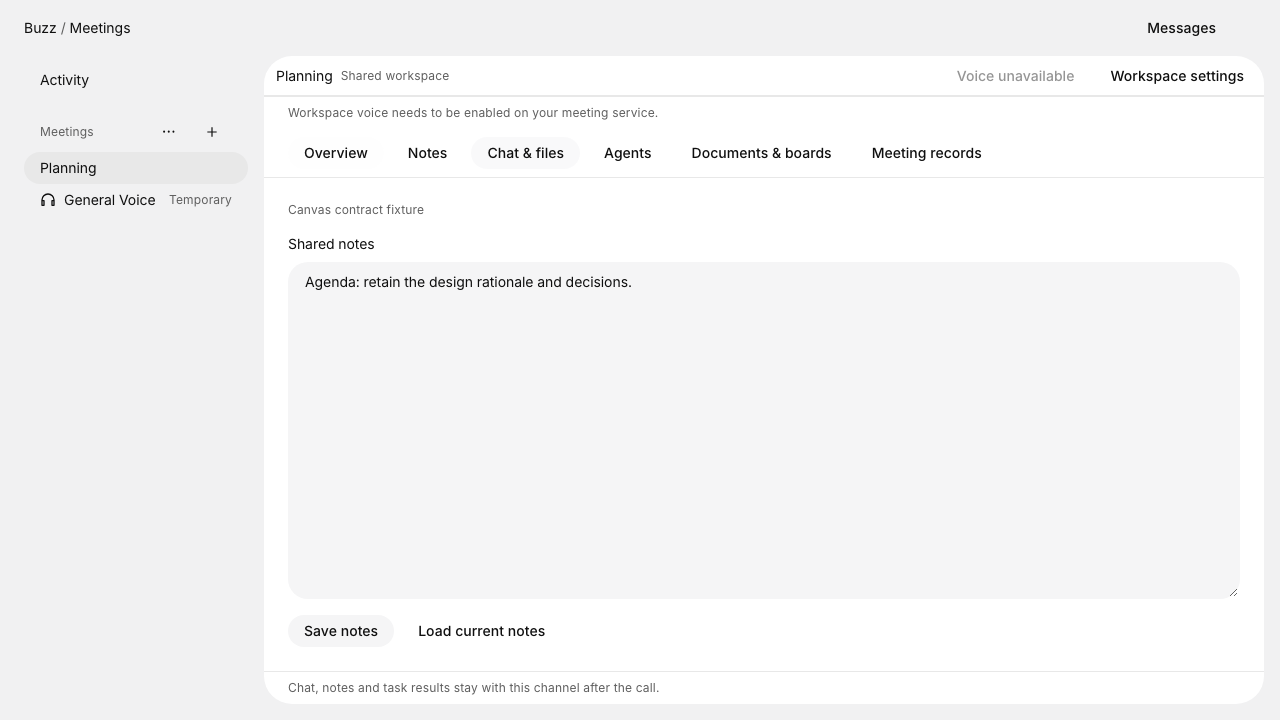 Buzz / Meetings
Messages
Activity
Meetings
Planning
General Voice Temporary
Planning Shared workspace
Voice unavailable
Workspace settings
Workspace voice needs to be enabled on your meeting service.
Overview Notes Chat & files Agents Documents & boards Meeting records
Canvas contract fixture
Shared notes
Agenda: retain the design rationale and decisions.
Save notes Load current notes
Chat, notes and task results stay with this channel after the call.